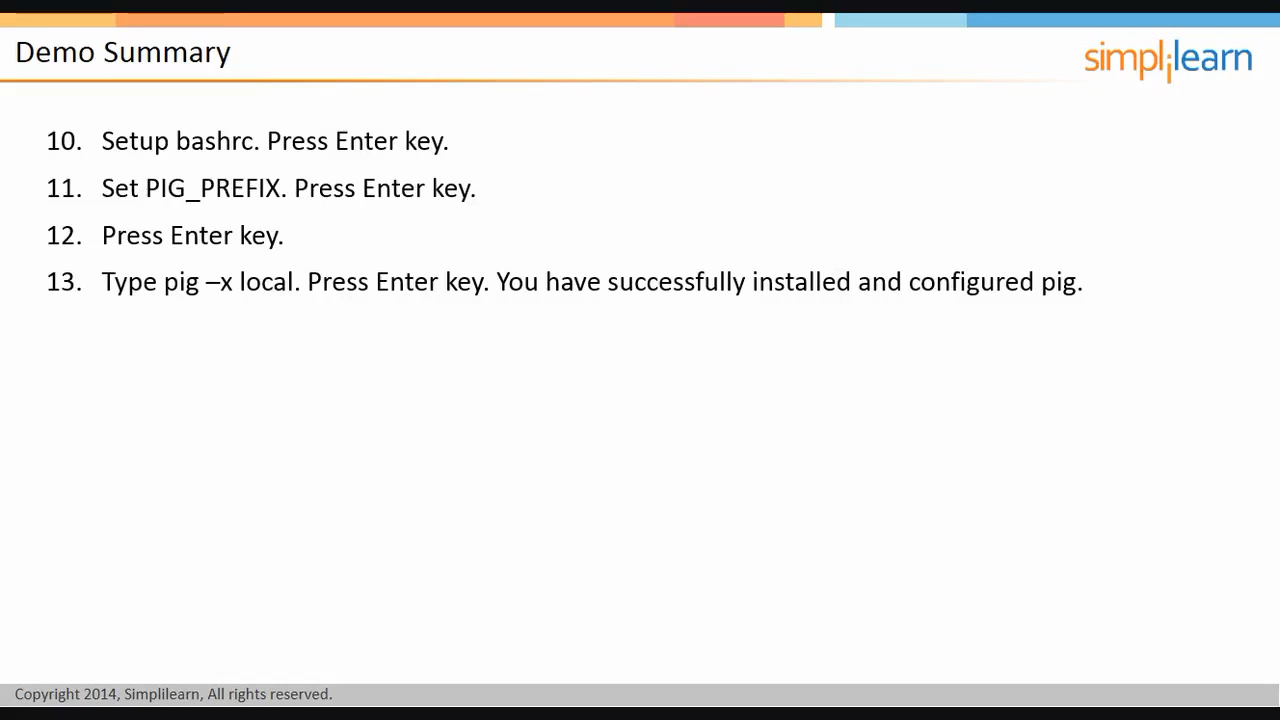 Demo Summary
simplilearn
10. Setup bashrc. Press Enter key.
11. Set PIG_PREFIX. Press Enter key.
12. Press Enter key.
13. Type pig –x local. Press Enter key. You have successfully installed and configured pig.
Copyright 2014, Simplilearn, All rights reserved.